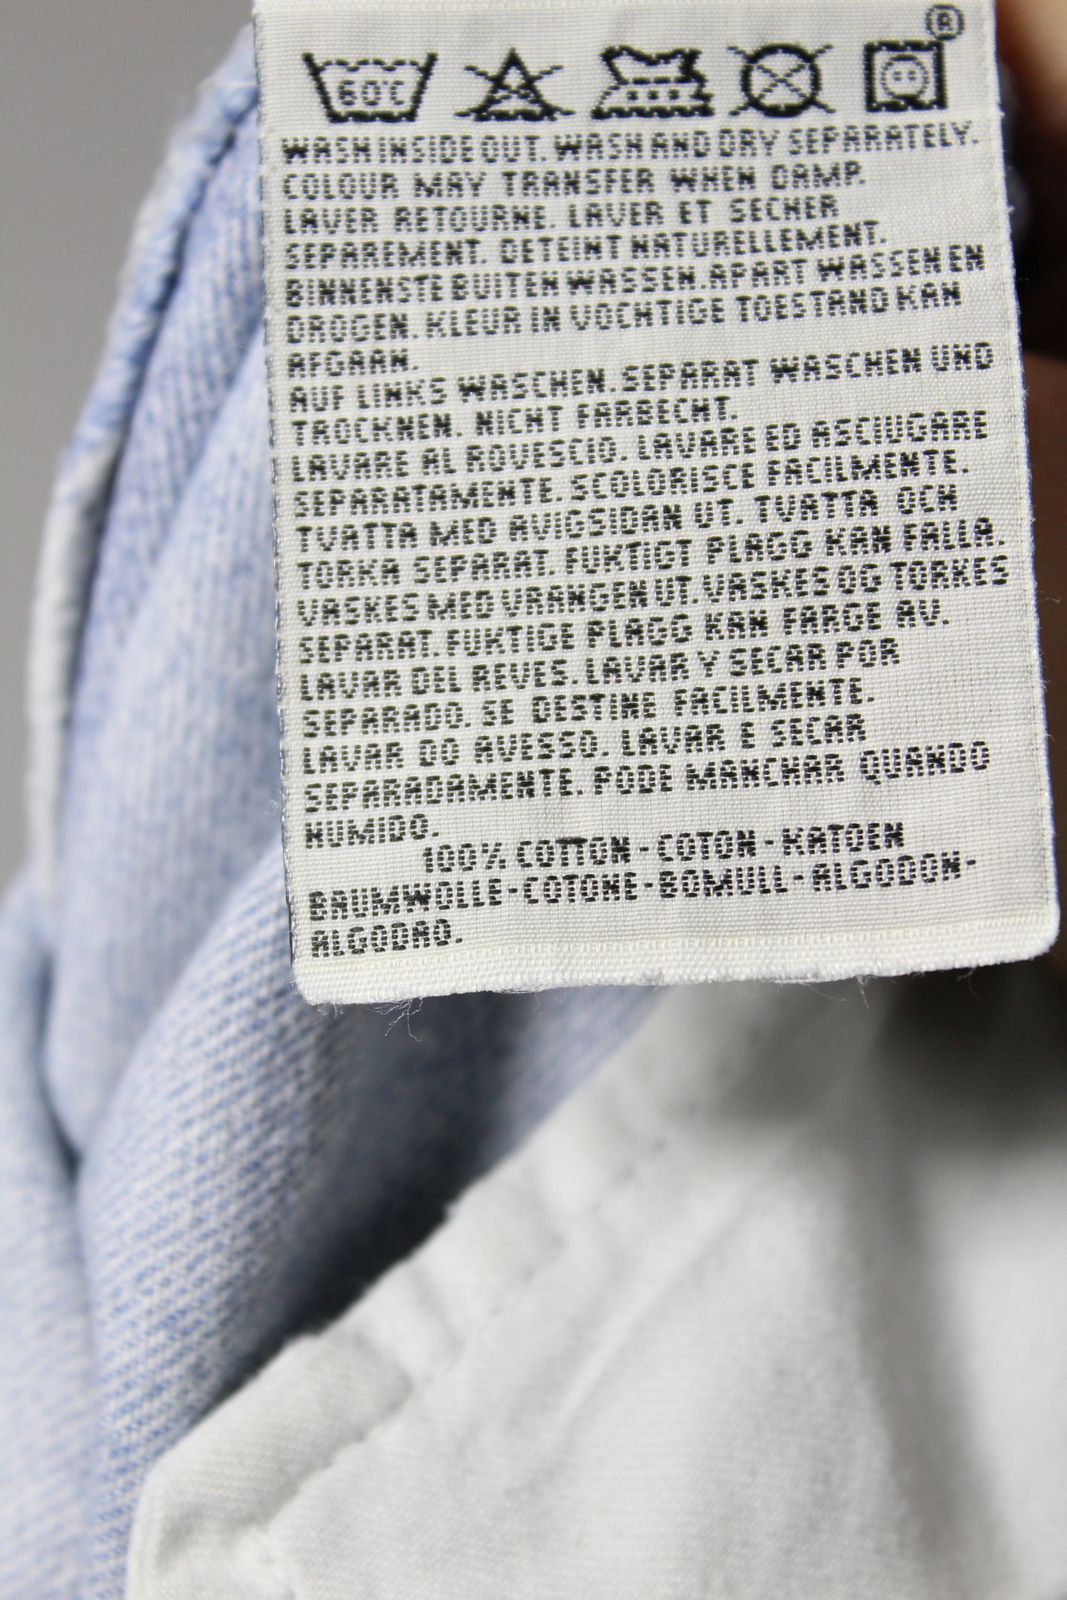 ®
60°C
WASH INSIDE OUT. WASH AND DRY SEPARATELY.
COLOUR MAY TRANSFER WHEN DAMP.
LAVER RETOURNE. LAVER ET SECHER
SEPAREMENT. DETEINT NATURELLEMENT.
BINNENSTE BUITEN WASSEN. APART WASSEN EN
DROGEN. KLEUR IN VOCHTIGE TOESTAND KAN
AFGAAN.
AUF LINKS WASCHEN. SEPARAT WASCHEN UND
TROCKNEN. NICHT FARBECHT.
LAVARE AL ROVESCIO. LAVARE ED ASCIUGARE
SEPARATAMENTE. SCOLORISCE FACILMENTE.
TVATTA MED AVIGSIDAN UT. TVATTA OCH
TORKA SEPARAT. FUKTIGT PLAGG KAN FALLA.
VASKES MED VRANGEN UT. VASKES OG TORKES
SEPARAT. FUKTIGE PLAGG KAN FARGE AV.
LAVAR DEL REVES. LAVAR Y SECAR POR
SEPARADO. SE DESTINE FACILMENTE.
LAVAR DO AVESSO. LAVAR E SECAR
SEPARADAMENTE. PODE MANCHAR QUANDO
HUMIDO.
100% COTTON - COTON - KATOEN
BAUMWOLLE - COTONE - BOMULL - ALGODON -
ALGODAO.